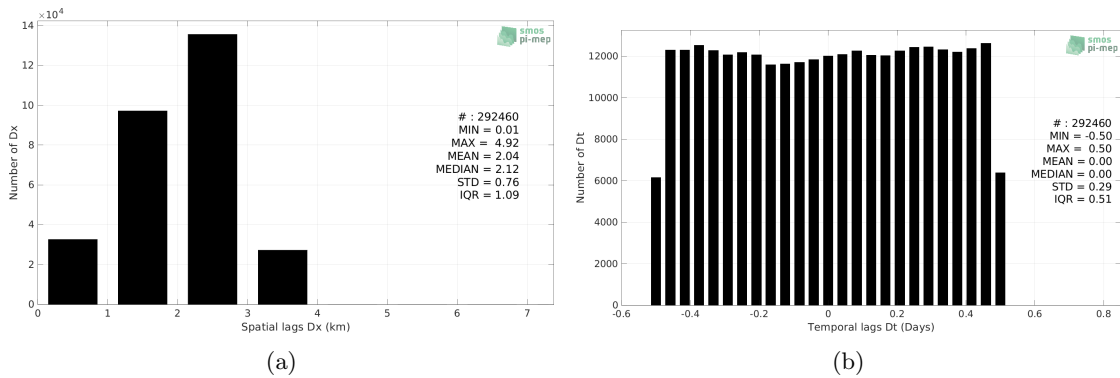 ×10⁴
14
12
10
8
6
4
2
0
0 1 2 3 4 5 6 7
Number of Dx
Spatial lags Dx (km)
smos
pi-mep
# : 292460
MIN = 0.01
MAX = 4.92
MEAN = 2.04
MEDIAN = 2.12
STD = 0.76
IQR = 1.09
(a)
12000
10000
8000
6000
4000
2000
0
-0.6 -0.4 -0.2 0 0.2 0.4 0.6 0.8
Number of Dt
Temporal lags Dt (Days)
smos
pi-mep
# : 292460
MIN = -0.50
MAX = 0.50
MEAN = 0.00
MEDIAN = 0.00
STD = 0.29
IQR = 0.51
(b)